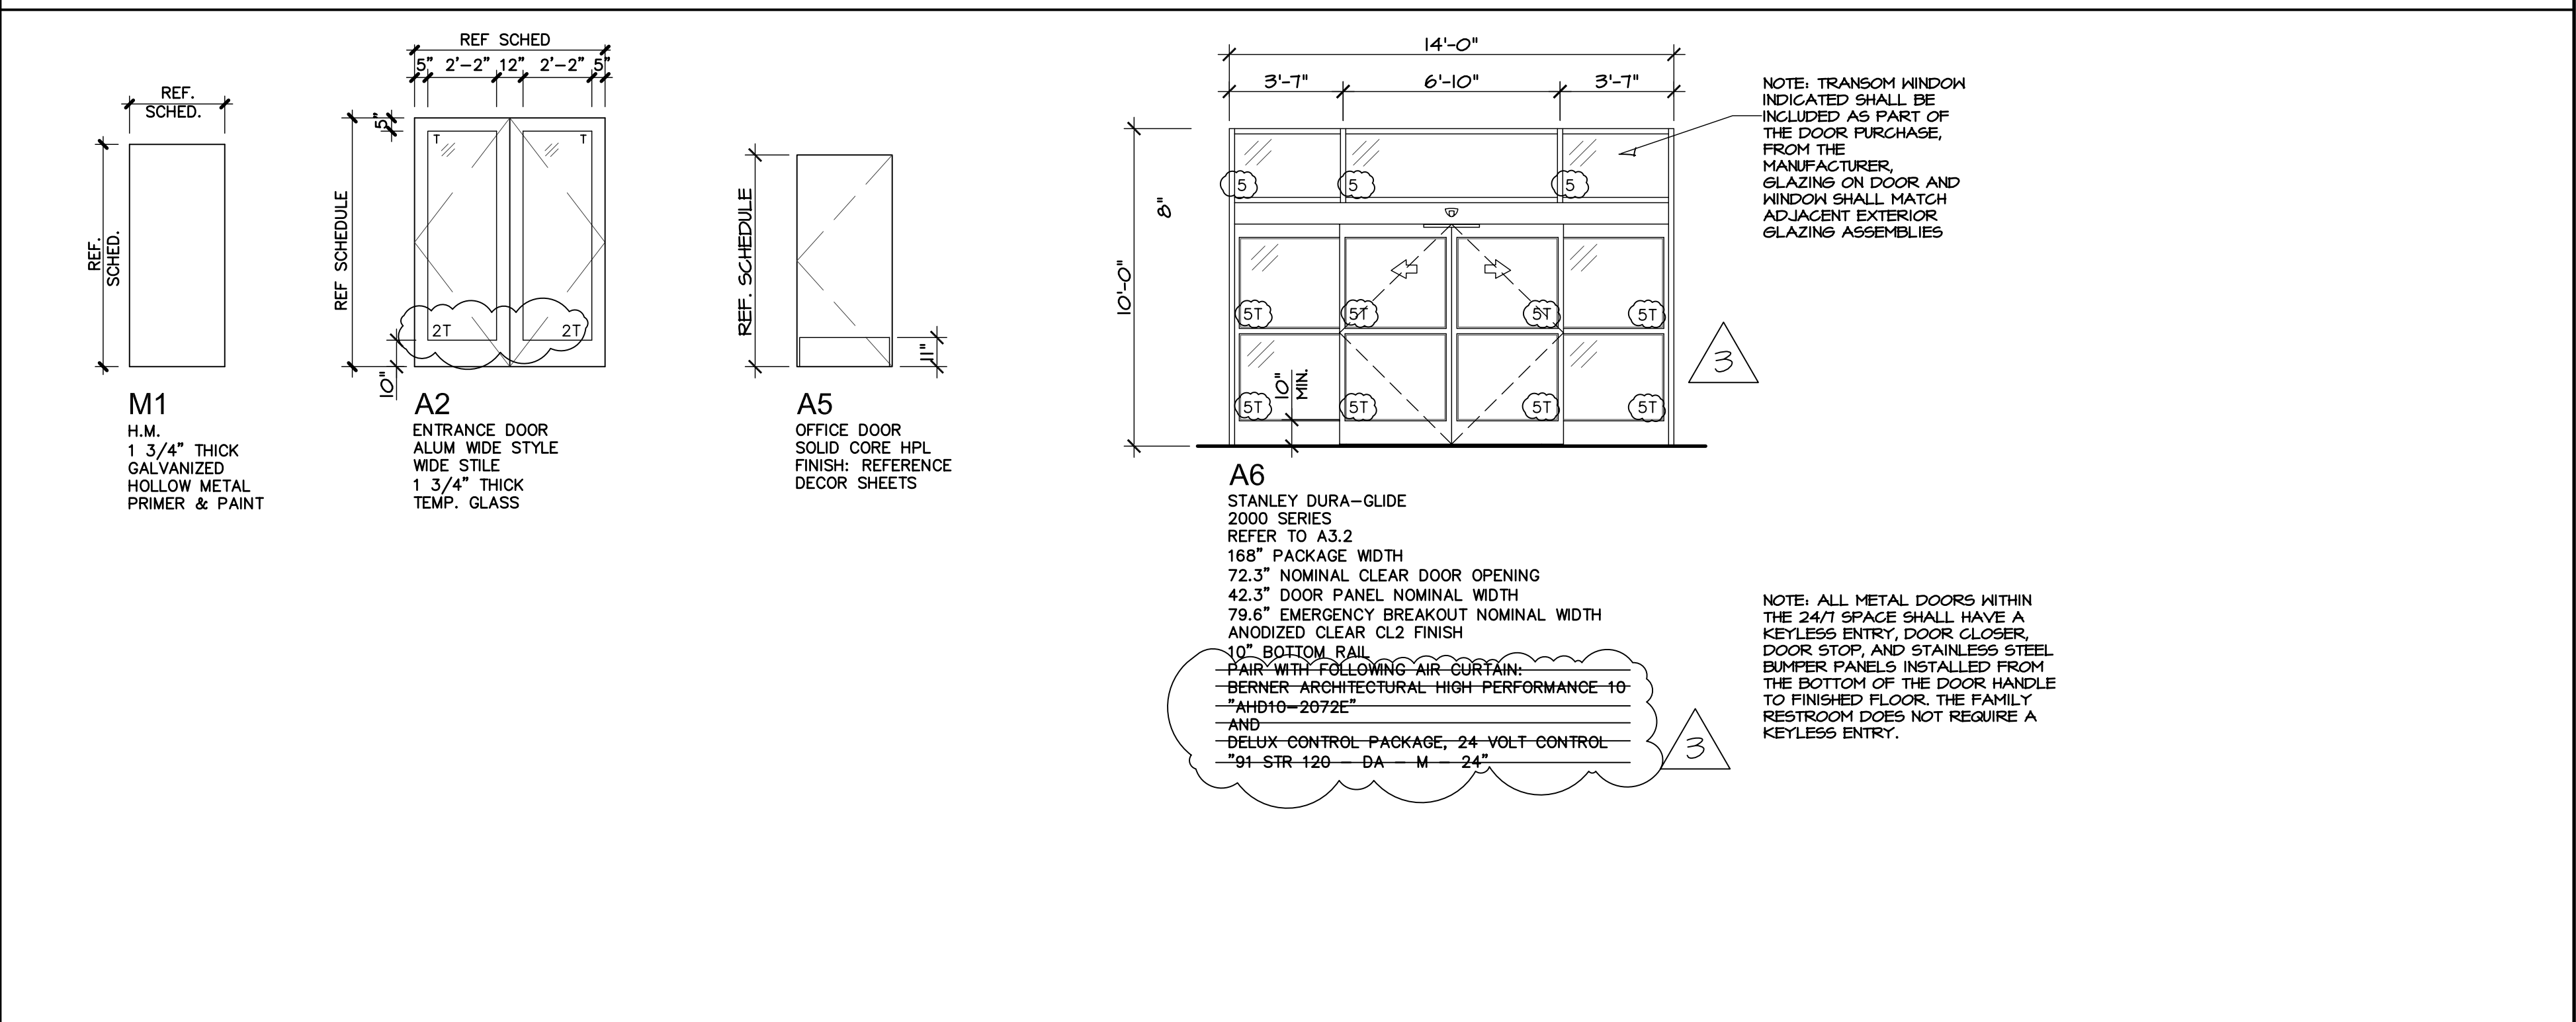 REF.
SCHED.
REF.
SCHED.
M1
H.M.
1 3/4" THICK
GALVANIZED
HOLLOW METAL
PRIMER & PAINT
REF SCHED
5" 2'-2" 12" 2'-2" 5"
5"
REF SCHEDULE
10"
T
T
2T
2T
A2
ENTRANCE DOOR
ALUM WIDE STYLE
WIDE STILE
1 3/4" THICK
TEMP. GLASS
REF. SCHEDULE
11"
A5
OFFICE DOOR
SOLID CORE HPL
FINISH: REFERENCE
DECOR SHEETS
14'-0"
3'-7" 6'-10" 3'-7"
8"
10'-0"
5 5 5
5T 5T 5T 5T
10"
MIN.
5T 5T 5T 5T
A6
STANLEY DURA-GLIDE
2000 SERIES
REFER TO A3.2
168" PACKAGE WIDTH
72.3" NOMINAL CLEAR DOOR OPENING
42.3" DOOR PANEL NOMINAL WIDTH
79.6" EMERGENCY BREAKOUT NOMINAL WIDTH
ANODIZED CLEAR CL2 FINISH
10" BOTTOM RAIL
PAIR WITH FOLLOWING AIR CURTAIN:
BERNER ARCHITECTURAL HIGH PERFORMANCE 10
"AHD10-2072E"
AND
DELUX CONTROL PACKAGE, 24 VOLT CONTROL
"91 STR 120 - DA - M - 24"
3
3
NOTE: TRANSOM WINDOW
INDICATED SHALL BE
INCLUDED AS PART OF
THE DOOR PURCHASE,
FROM THE
MANUFACTURER,
GLAZING ON DOOR AND
WINDOW SHALL MATCH
ADJACENT EXTERIOR
GLAZING ASSEMBLIES
NOTE: ALL METAL DOORS WITHIN
THE 24/7 SPACE SHALL HAVE A
KEYLESS ENTRY, DOOR CLOSER,
DOOR STOP, AND STAINLESS STEEL
BUMPER PANELS INSTALLED FROM
THE BOTTOM OF THE DOOR HANDLE
TO FINISHED FLOOR. THE FAMILY
RESTROOM DOES NOT REQUIRE A
KEYLESS ENTRY.